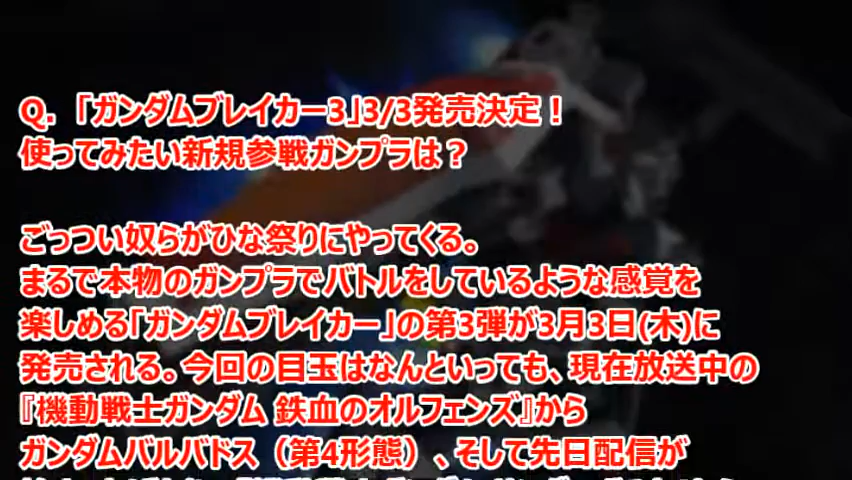 Q.「ガンダムブレイカー3」3/3発売決定！
使ってみたい新規参戦ガンプラは？
ごっつい奴らがひな祭りにやってくる。
まるで本物のガンプラでバトルをしているような感覚を
楽しめる「ガンダムブレイカー」の第3弾が3月3日(木)に
発売される。今回の目玉はなんといっても、現在放送中の
『機動戦士ガンダム 鉄血のオルフェンズ』から
ガンダムバルバドス（第4形態）、そして先日配信が